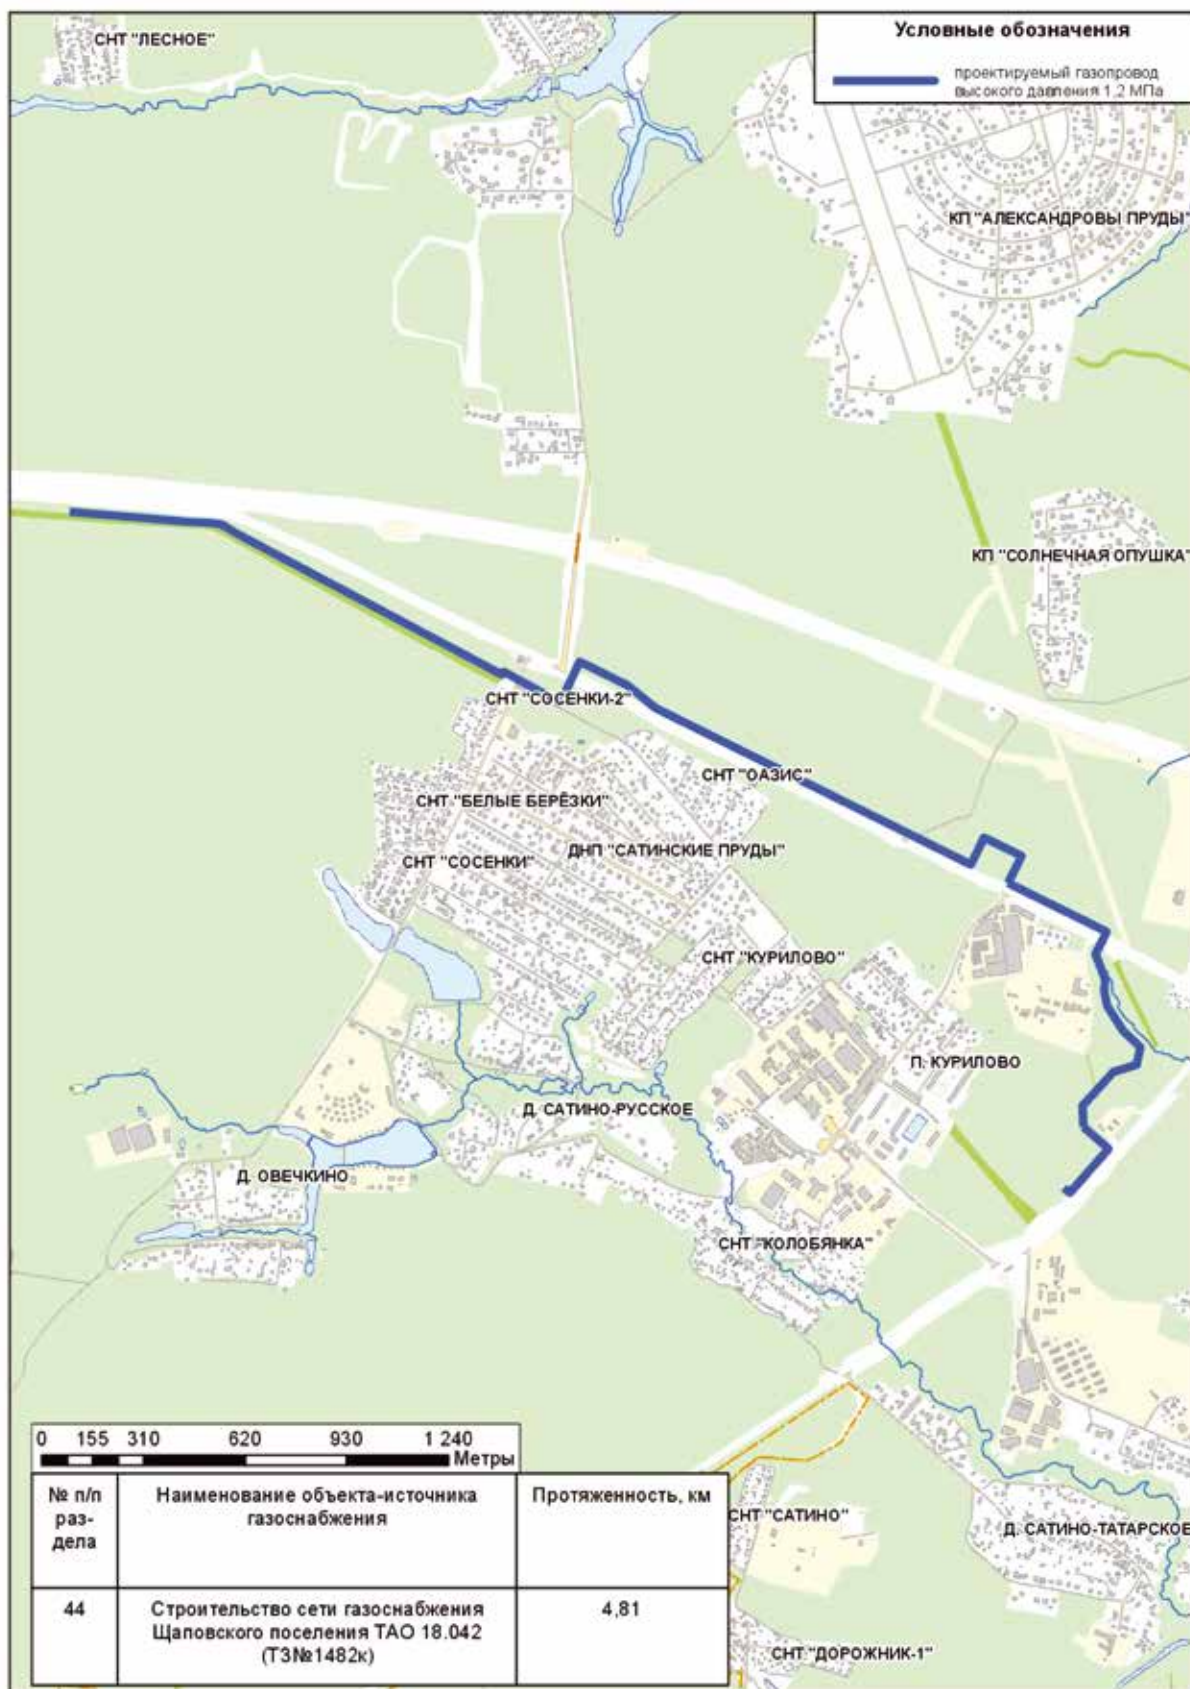 Условные обозначения
проектируемый газопровод
высокого давления 1,2 МПа
СНТ "ЛЕСНОЕ"
КП "АЛЕКСАНДРОВЫ ПРУДЫ"
КП "СОЛНЕЧНАЯ ОПУШКА"
СНТ "СОСЕНКИ-2"
СНТ "ОАЗИС"
СНТ "БЕЛЫЕ БЕРЁЗКИ"
ДНП "САТИНСКИЕ ПРУДЫ"
СНТ "СОСЕНКИ"
СНТ "КУРИЛОВО"
П. КУРИЛОВО
Д. САТИНО-РУССКОЕ
Д. ОВЕЧКИНО
СНТ "КОЛОБЯНКА"
0 155 310 620 930 1 240
Метры
№ п/п раз-дела
Наименование объекта-источника газоснабжения
Протяженность, км
44
Строительство сети газоснабжения
Щаповского поселения ТАО 18.042
(ТЗ№1482к)
4,81
СНТ "САТИНО"
Д. САТИНО-ТАТАРСКОЕ
СНТ "ДОРОЖНИК-1"